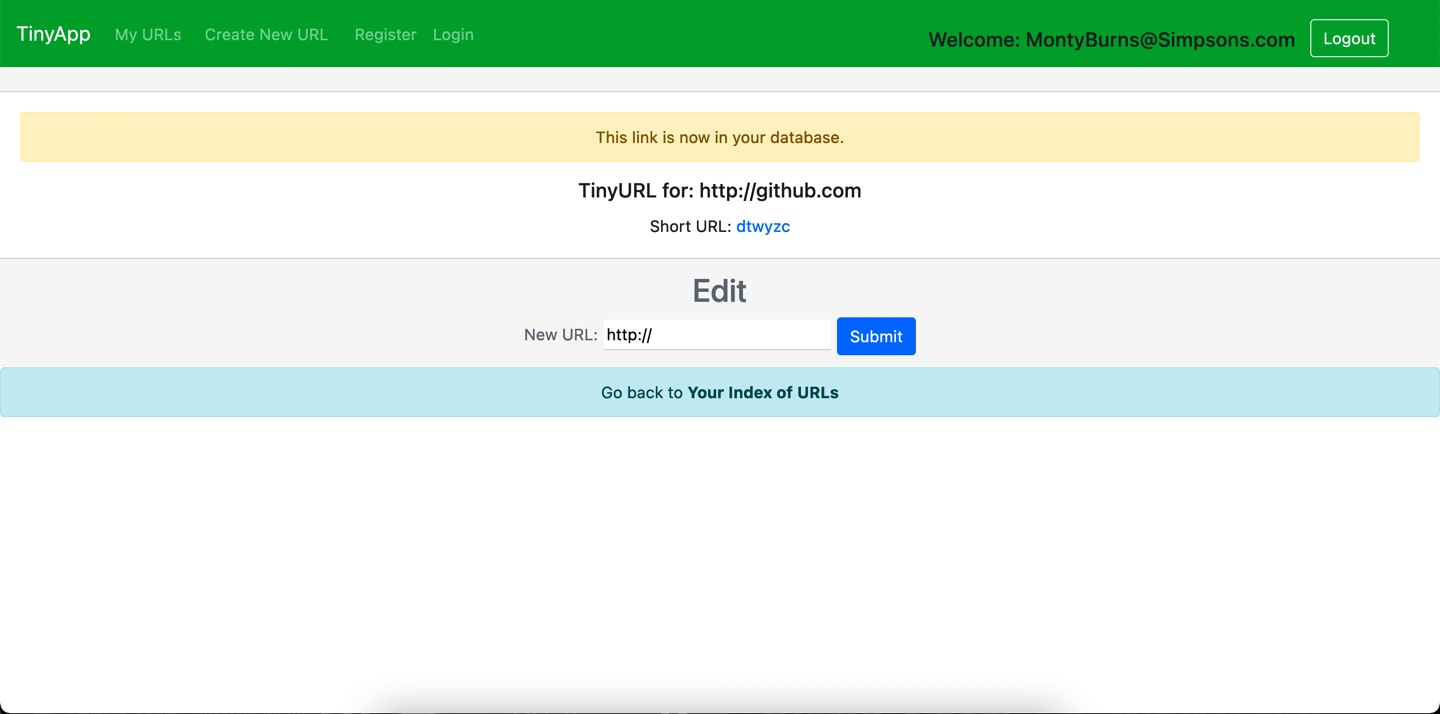 TinyApp My URLs Create New URL Register Login Welcome: MontyBurns@Simpsons.com Logout
This link is now in your database.
TinyURL for: http://github.com
Short URL: dtwyzc
Edit
New URL: http:// Submit
Go back to Your Index of URLs